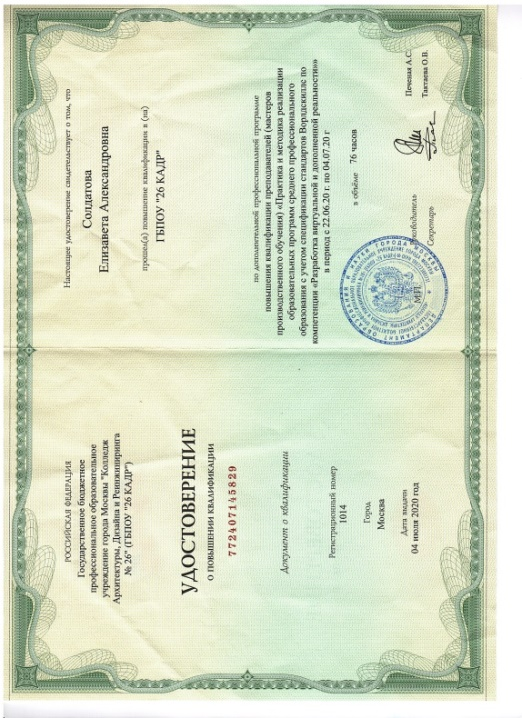 РОССИЙСКАЯ ФЕДЕРАЦИЯ
Государственное бюджетное
профессиональное образовательное
учреждение города Москвы "Колледж
Архитектуры, Дизайна и Реинжиниринга
№ 26" (ГБПОУ "26 КАДР")
УДОСТОВЕРЕНИЕ
О ПОВЫШЕНИИ КВАЛИФИКАЦИИ
772407145829
Документ о квалификации
Регистрационный номер
1014
Город
Москва
Дата выдачи
04 июля 2020 год
Настоящее удостоверение свидетельствует о том, что
Солдатова
Елизавета Александровна
прошел(а) повышение квалификации в (на)
ГБПОУ "26 КАДР"
по дополнительной профессиональной программе
повышения квалификации преподавателей (мастеров
производственного обучения) «Практика и методика реализации
образовательных программ среднего профессионального
образования с учетом спецификации стандартов Ворлдскиллс по
компетенции «Разработка виртуальной и дополненной реальности»
в период с 22.06.20 г по 04.07.20 г
в объёме 76 часов
Руководитель Печевая А.С.
Секретарь Тактаева О.В.
М.П.